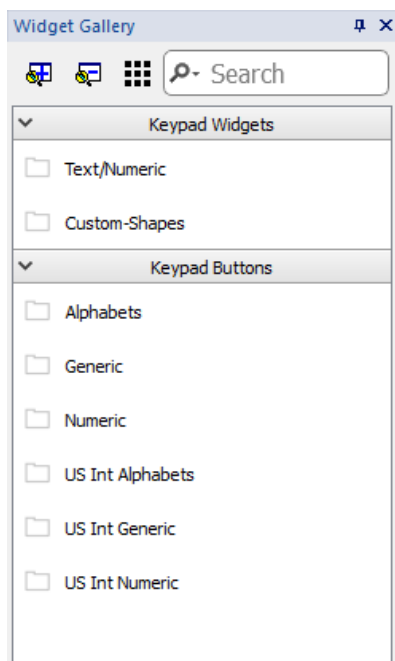 Widget Gallery
Search
Keypad Widgets
Text/Numeric
Custom-Shapes
Keypad Buttons
Alphabets
Generic
Numeric
US Int Alphabets
US Int Generic
US Int Numeric